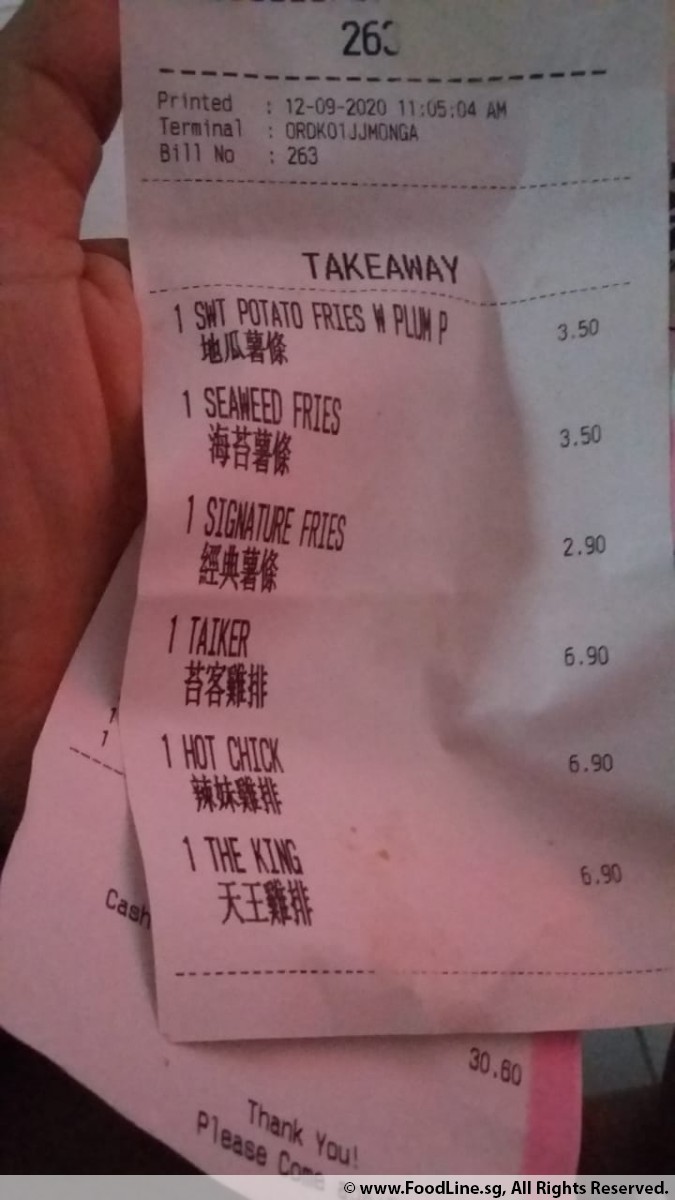 263
Printed : 12-09-2020 11:05:04 AM
Terminal : ORDK01JJMONGA
Bill No : 263
TAKEAWAY
1 SWT POTATO FRIES W PLUM P 3.50
地瓜薯條
1 SEAWEED FRIES 3.50
海苔薯條
1 SIGNATURE FRIES 2.90
經典薯條
1 TAIKER 6.90
苔客雞排
1 HOT CHICK 6.90
辣妹雞排
1 THE KING 6.90
天王雞排
1
1
Cash
30.60
Thank You!
Please Come
© www.FoodLine.sg, All Rights Reserved.